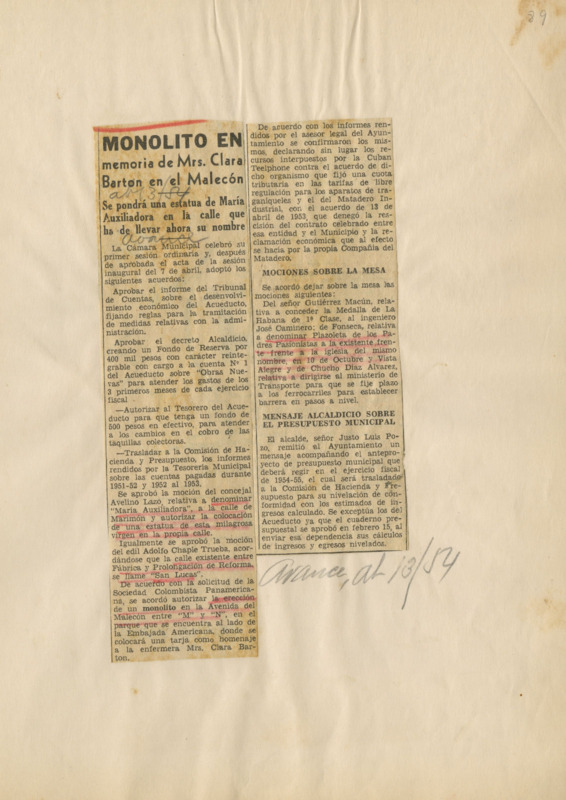 89
MONOLITO EN
memoria de Mrs. Clara
Barton en el Malecón
ab 13/54
Se pondrá una estatua de María
Auxiliadora en la calle que
ha de llevar ahora su nombre
Avance
La Cámara Municipal celebró su
primer sesión ordinaria y, después
de aprobada el acta de la sesión
inaugural del 7 de abril, adoptó los
siguientes acuerdos:
Aprobar el informe del Tribunal
de Cuentas, sobre el desenvolvi-
miento económico del Acueducto,
fijando reglas para la tramitación
de medidas relativas con la admi-
nistración.
Aprobar el decreto Alcaldicio,
creando un Fondo de Reserva por
400 mil pesos con carácter reinte-
grable con cargo a la cuenta Nº 1
del Acueducto sobre "Obras Nue-
vas" para atender los gastos de los
3 primeros meses de cada ejercicio
fiscal
—Autorizar al Tesorero del Acue-
ducto para que tenga un fondo de
500 pesos en efectivo, para atender
a los cambios en el cobro de las
taquillas colectoras.
—Trasladar a la Comisión de Ha-
cienda y Presupuesto, los informes
rendidos por la Tesorería Municipal
sobre las cuentas pagadas durante
1951-52 y 1952 al 1953.
Se aprobó la moción del concejal
Avelino Lazo, relativa a denominar
"María Auxiliadora", a la calle de
Marimón y autorizar la colocación
de una estatua de esta milagrosa
virgen en la propia calle.
Igualmente se aprobó la moción
del edil Adolfo Chaple Trueba, acor-
dándose que la calle existente entre
Fábrica y Prolongación de Reforma,
se llame "San Lucas".
De acuerdo con la solicitud de la
Sociedad Colombista Panamerica-
na, se acordó autorizar la erección
de un monolito en la Avenida del
Malecón entre "M" y "N", en el
parque que se encuentra al lado de
la Embajada Americana, donde se
colocará una tarja como homenaje
a la enfermera Mrs. Clara Bar-
ton.
De acuerdo con los informes ren-
didos por el asesor legal del Ayun-
tamiento se confirmaron los mis-
mos, declarando sin lugar los re-
cursos interpuestos por la Cuban
Teelphone contra el acuerdo de
dicho organismo que fijó una cuota
tributaria en las tarifas de libre
regulación para los aparatos de tra-
ganíqueles y el del Matadero In-
dustrial, con el acuerdo de 13 de
abril de 1953, que denegó la res-
cición del contrato celebrado entre
esa entidad y el Municipio y la re-
clamación económica que al efecto
se hacía por la propia Compañía del
Matadero.
MOCIONES SOBRE LA MESA
Se acordó dejar sobre la mesa las
mociones siguientes:
Del señor Gutiérrez Macún, rela-
tiva a conceder la Medalla de La
Habana de 1ª Clase, al ingeniero
José Caminero; de Fonseca, relativa
a denominar Plazoleta de los Pa-
dres Pasionistas a la existente fren-
te frente a la iglesia del mismo
nombre, en 10 de Octubre y Vista
Alegre y de Chucho Díaz Alvarez,
relativa a dirigirse al ministerio de
Transporte para que se fije plazo
a los ferrocarriles para establecer
barrera en pasos a nivel.
MENSAJE ALCALDICIO SOBRE
EL PRESUPUESTO MUNICIPAL
El alcalde, señor Justo Luis Po-
zo, remitió al Ayuntamiento un
mensaje acompañando el antepro-
yecto de presupuesto municipal que
deberá regir en el ejercicio fiscal
de 1954-55, el cual será trasladado
a la Comisión de Hacienda y Pre-
supuesto para su nivelación de con-
formidad con los estimados de in-
gresos calculado. Se exceptúa los del
Acueducto ya que el cuaderno pre-
supuestal se aprobó en febrero 15, al
enviar esa dependencia sus cálculos
de ingresos y egresos nivelados.
Avance, ab 13/54